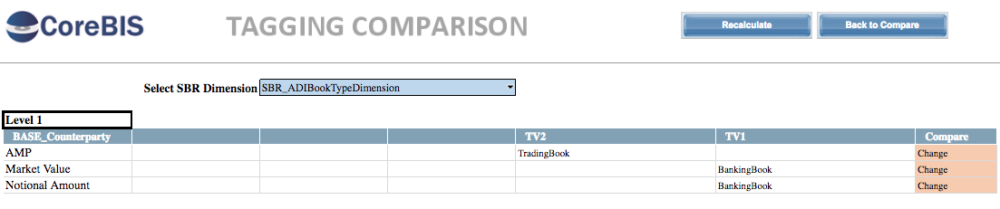 CoreBIS
TAGGING COMPARISON
Recalculate
Back to Compare
Select SBR Dimension SBR_ADIBookTypeDimension
Level 1
BASE_Counterparty TV2 TV1 Compare
AMP TradingBook Change
Market Value BankingBook Change
Notional Amount BankingBook Change